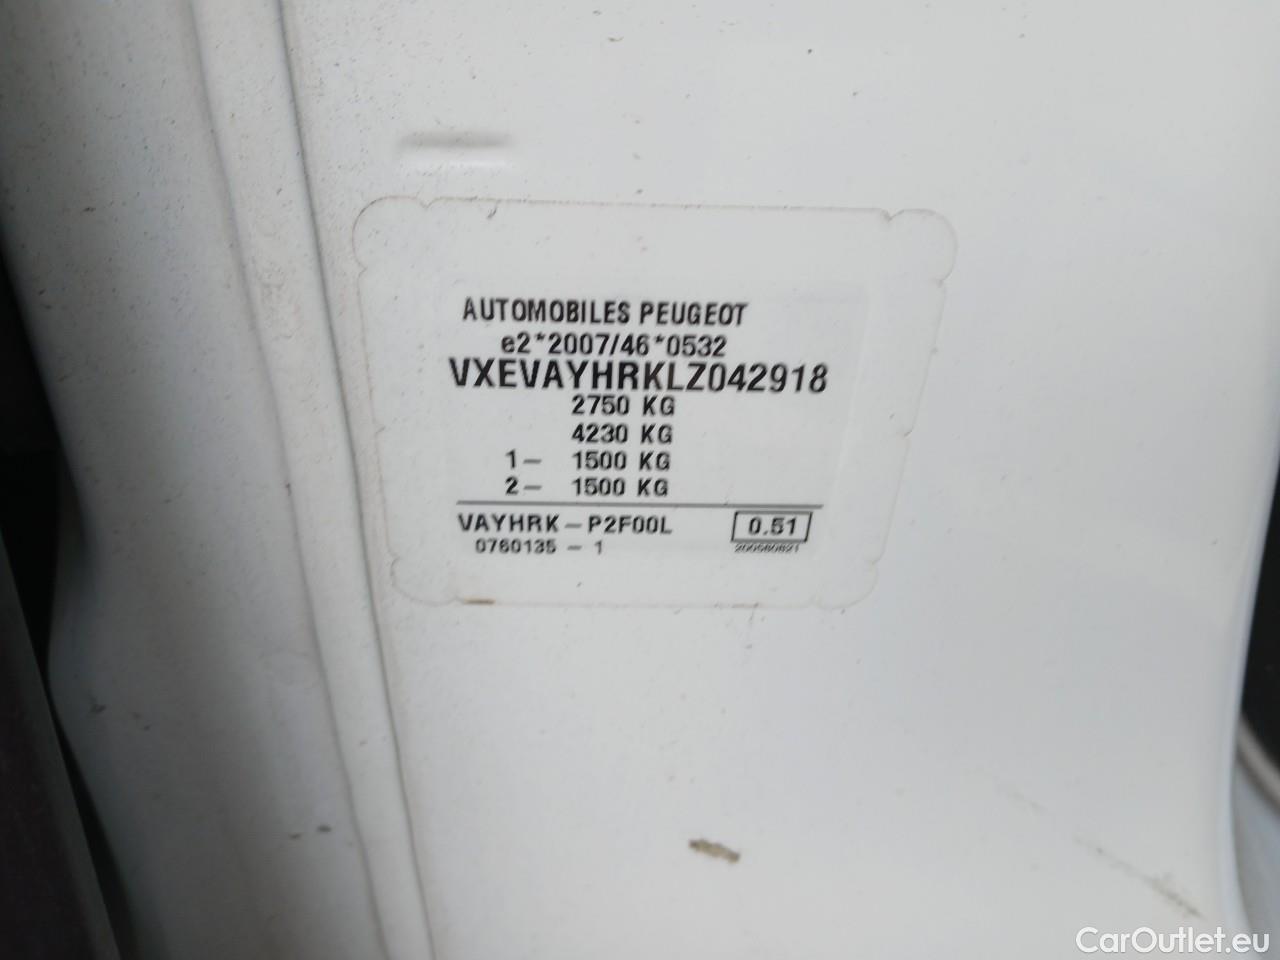 AUTOMOBILES PEUGEOT
e2*2007/46*0532
VXEVAYHRKLZ042918
2750 KG
4230 KG
1- 1500 KG
2- 1500 KG
VAYHRK-P2F00L 0.51
0760135-1
CarOutlet.eu